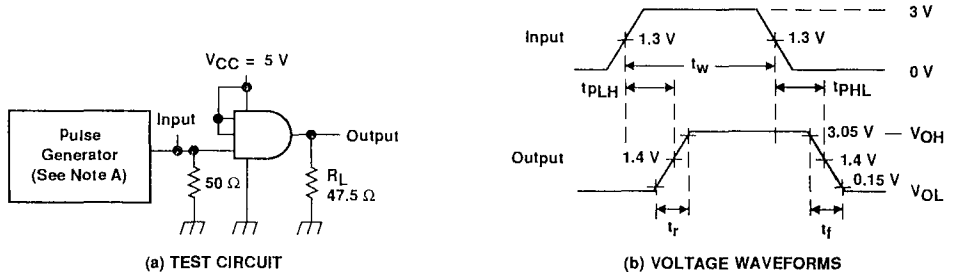 VCC = 5 V
Input
Output
Pulse
Generator
(See Note A)
50 Ω
RL
47.5 Ω
(a) TEST CIRCUIT
3 V
Input
1.3 V
1.3 V
tw
0 V
tPLH
tPHL
3.05 V
VOH
Output
1.4 V
1.4 V
0.15 V
VOL
tr
tf
(b) VOLTAGE WAVEFORMS